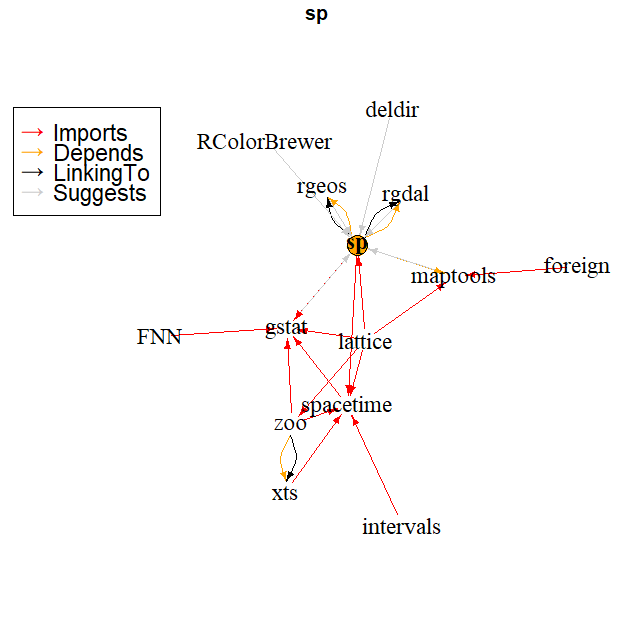 sp
deldir
Imports
Depends
LinkingTo
Suggests
RColorBrewer
rgeos
rgdal
sp
maptools
foreign
gstat
FNN
lattice
spacetime
zoo
xts
intervals